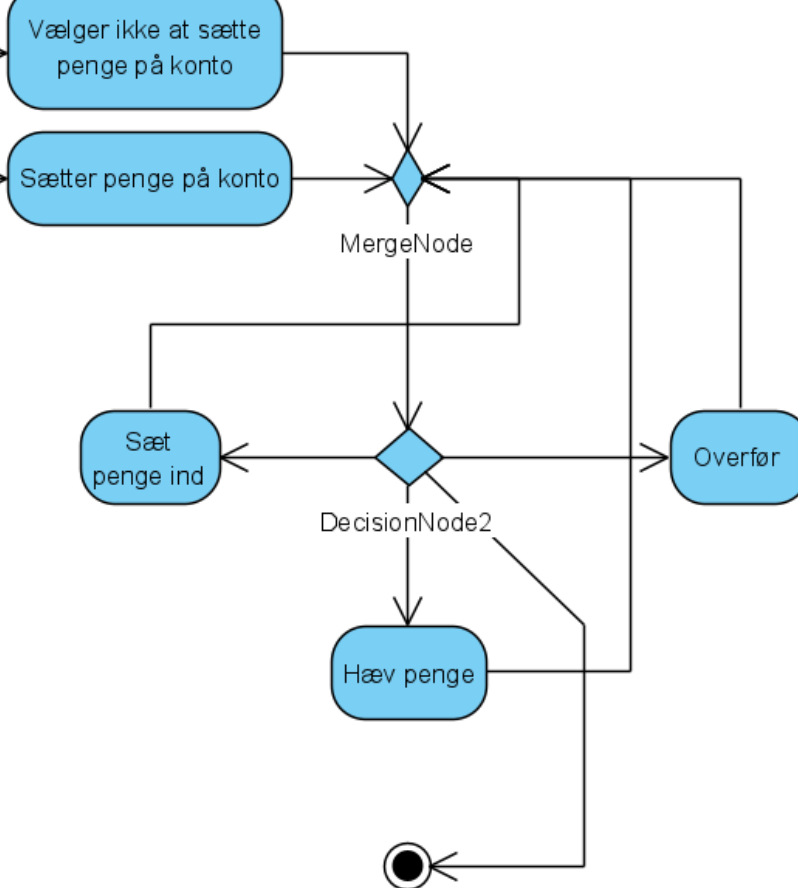 Vælger ikke at sætte
penge på konto
Sætter penge på konto
MergeNode
Sæt
penge ind
Overfør
DecisionNode2
Hæv penge